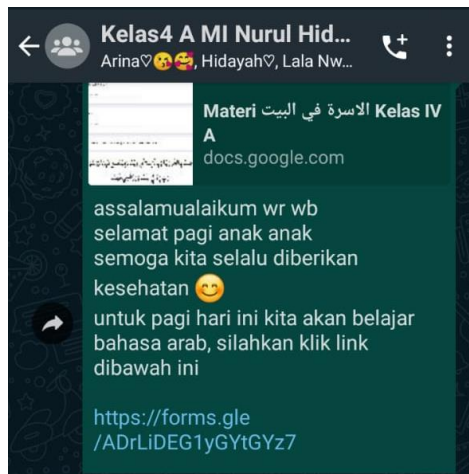 Kelas4 A MI Nurul Hid...
Arina♡😘🥰, Hidayah♡, Lala Nw...
Materi الاسرة في البيت Kelas IV
A
docs.google.com
assalamualaikum wr wb
selamat pagi anak anak
semoga kita selalu diberikan
kesehatan 😊
untuk pagi hari ini kita akan belajar
bahasa arab, silahkan klik link
dibawah ini
https://forms.gle
/ADrLiDEG1yGYtGYz7